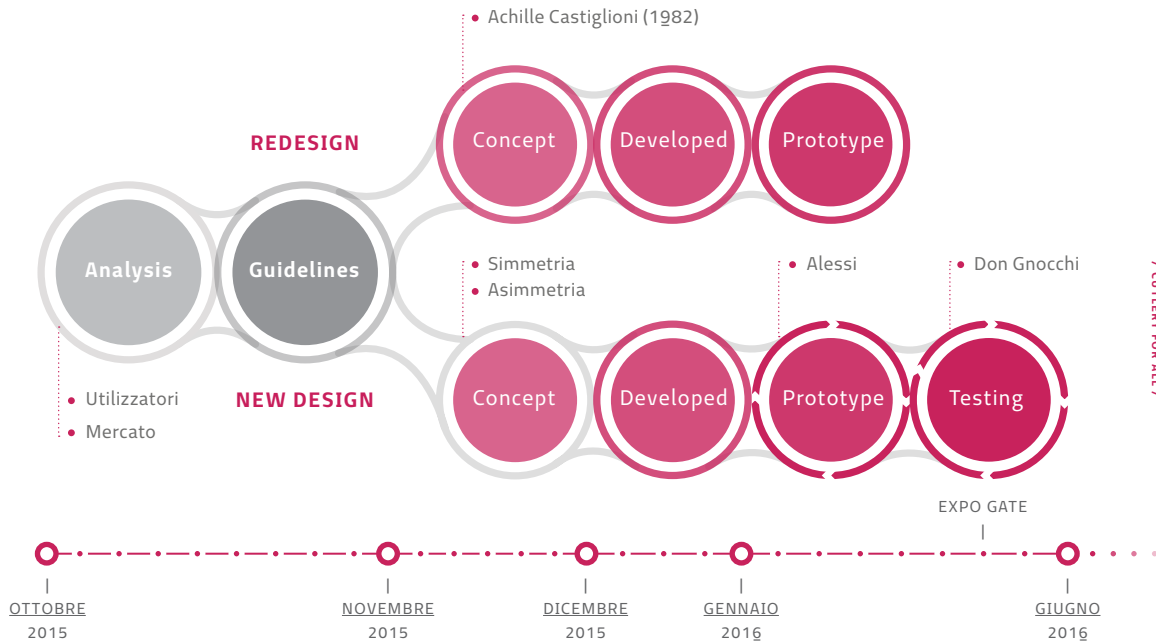 Achille Castiglioni (1982)
REDESIGN
Concept
Developed
Prototype
Analysis
Guidelines
Simmetria
Asimmetria
Alessi
Don Gnocchi
Utilizzatori
Mercato
NEW DESIGN
Concept
Developed
Prototype
Testing
EXPO GATE
OTTOBRE
2015
NOVEMBRE
2015
DICEMBRE
2015
GENNAIO
2016
GIUGNO
2016